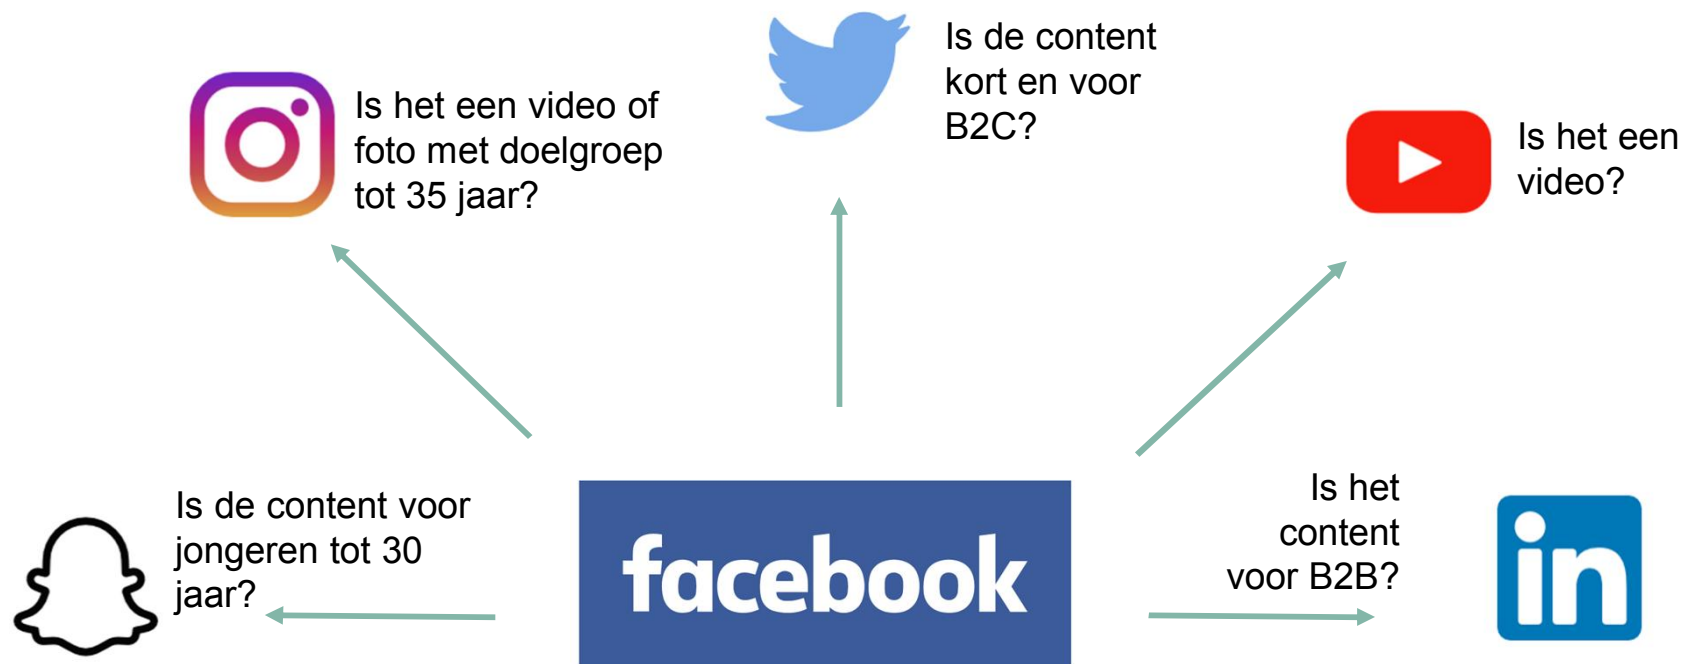 Is de content
kort en voor
B2C?
Is het een video of
foto met doelgroep
tot 35 jaar?
Is het een
video?
Is de content voor
jongeren tot 30
jaar?
facebook
Is het
content
voor B2B?
in